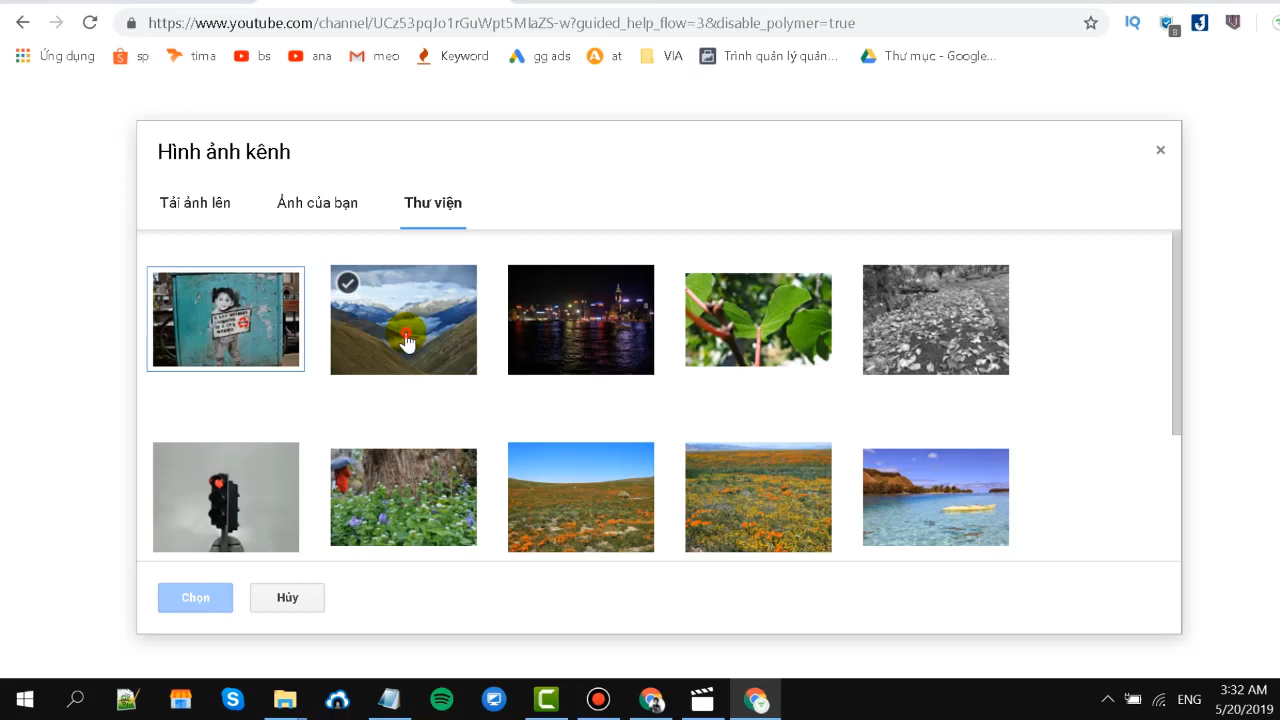 https://www.youtube.com/channel/UCz53pqJo1rGuWpt5MlaZS-w?guided_help_flow=3&disable_polymer=true
Ứng dụng sp tima bs ana meo Keyword gg ads at VIA Trình quản lý quản... Thư mục - Google...
Hình ảnh kênh
Tải ảnh lên Ảnh của bạn Thư viện
Chọn Hủy
ENG
3:32 AM
5/20/2019